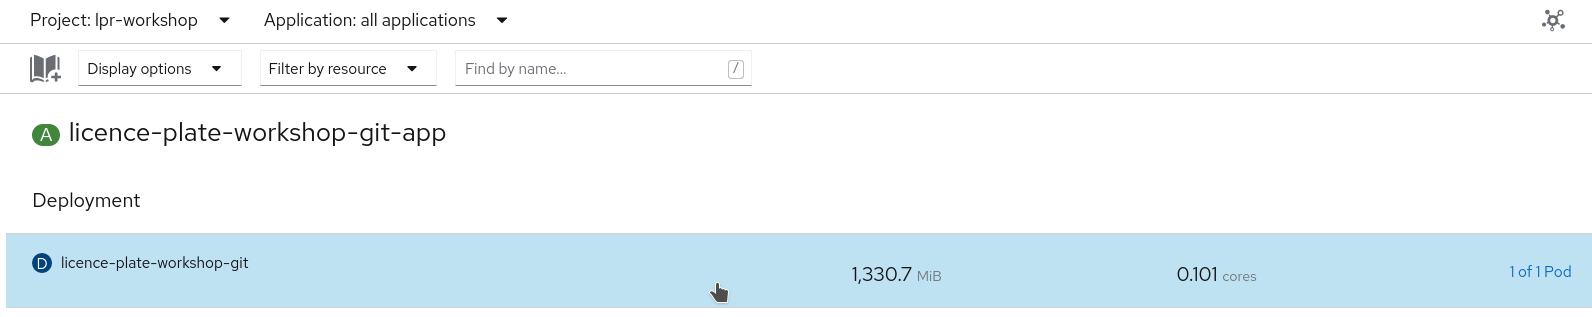 Project: lpr-workshop Application: all applications
Display options Filter by resource Find by name... /
A licence-plate-workshop-git-app
Deployment
D licence-plate-workshop-git 1,330.7 MiB 0.101 cores 1 of 1 Pod